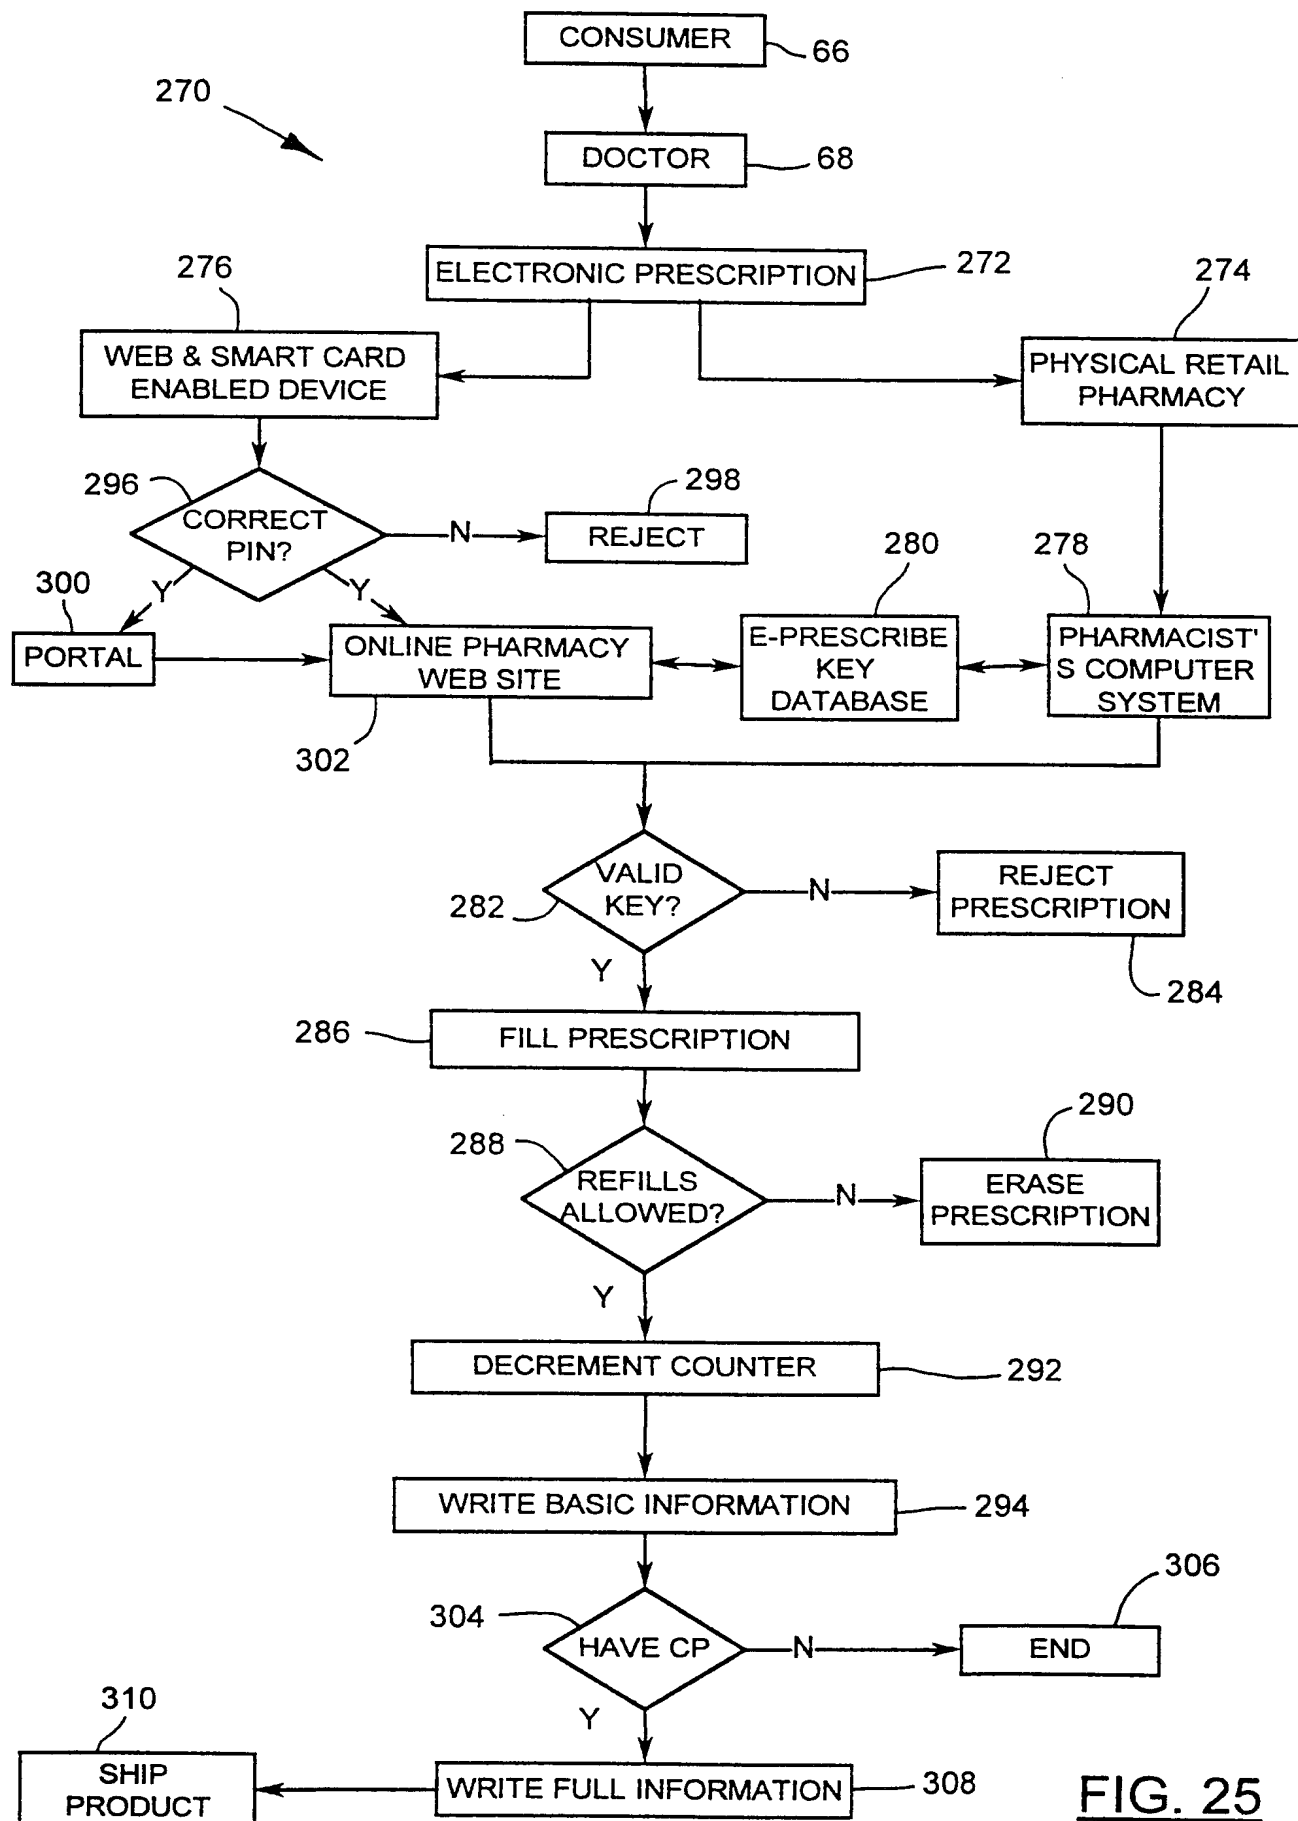 CONSUMER
66
270
DOCTOR
68
276
ELECTRONIC PRESCRIPTION
272
274
WEB & SMART CARD
ENABLED DEVICE
PHYSICAL RETAIL
PHARMACY
296
CORRECT
PIN?
N
298
REJECT
280
278
300
Y
Y
PORTAL
ONLINE PHARMACY
WEB SITE
302
E-PRESCRIBE
KEY
DATABASE
PHARMACIST'
S COMPUTER
SYSTEM
VALID
KEY?
282
N
REJECT
PRESCRIPTION
284
Y
286
FILL PRESCRIPTION
288
REFILLS
ALLOWED?
N
290
ERASE
PRESCRIPTION
Y
DECREMENT COUNTER
292
WRITE BASIC INFORMATION
294
304
HAVE CP
N
306
END
Y
310
SHIP
PRODUCT
WRITE FULL INFORMATION
308
FIG. 25